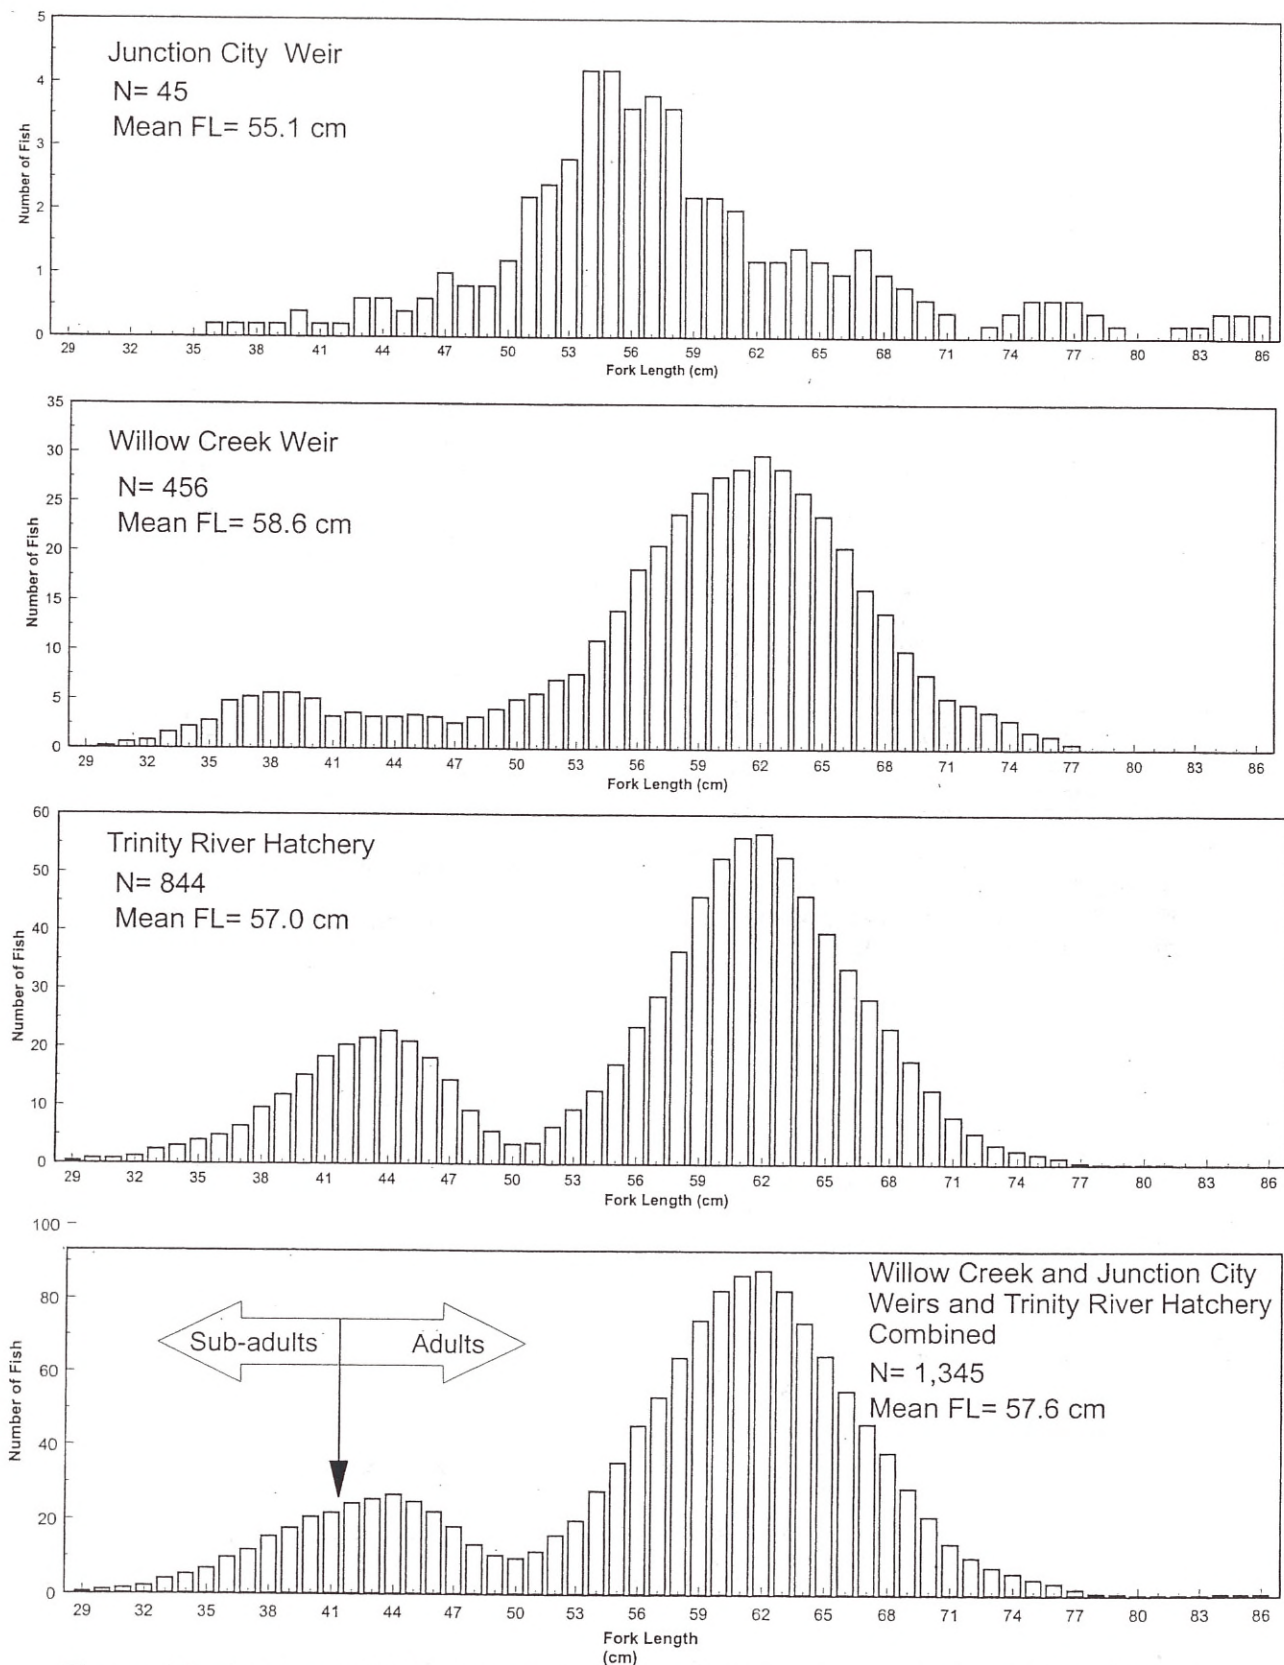 5
4
3
2
1
0
Number of Fish
Junction City Weir
N= 45
Mean FL= 55.1 cm
29 32 35 38 41 44 47 50 53 56 59 62 65 68 71 74 77 80 83 86
Fork Length (cm)
35
30
25
20
15
10
5
0
Number of Fish
Willow Creek Weir
N= 456
Mean FL= 58.6 cm
29 32 35 38 41 44 47 50 53 56 59 62 65 68 71 74 77 80 83 86
Fork Length (cm)
60
50
40
30
20
10
0
Number of Fish
Trinity River Hatchery
N= 844
Mean FL= 57.0 cm
29 32 35 38 41 44 47 50 53 56 59 62 65 68 71 74 77 80 83 86
Fork Length (cm)
100
80
60
40
20
0
Number of Fish
Sub-adults
Adults
Willow Creek and Junction City
Weirs and Trinity River Hatchery
Combined
N= 1,345
Mean FL= 57.6 cm
29 32 35 38 41 44 47 50 53 56 59 62 65 68 71 74 77 80 83 86
Fork Length
(cm)